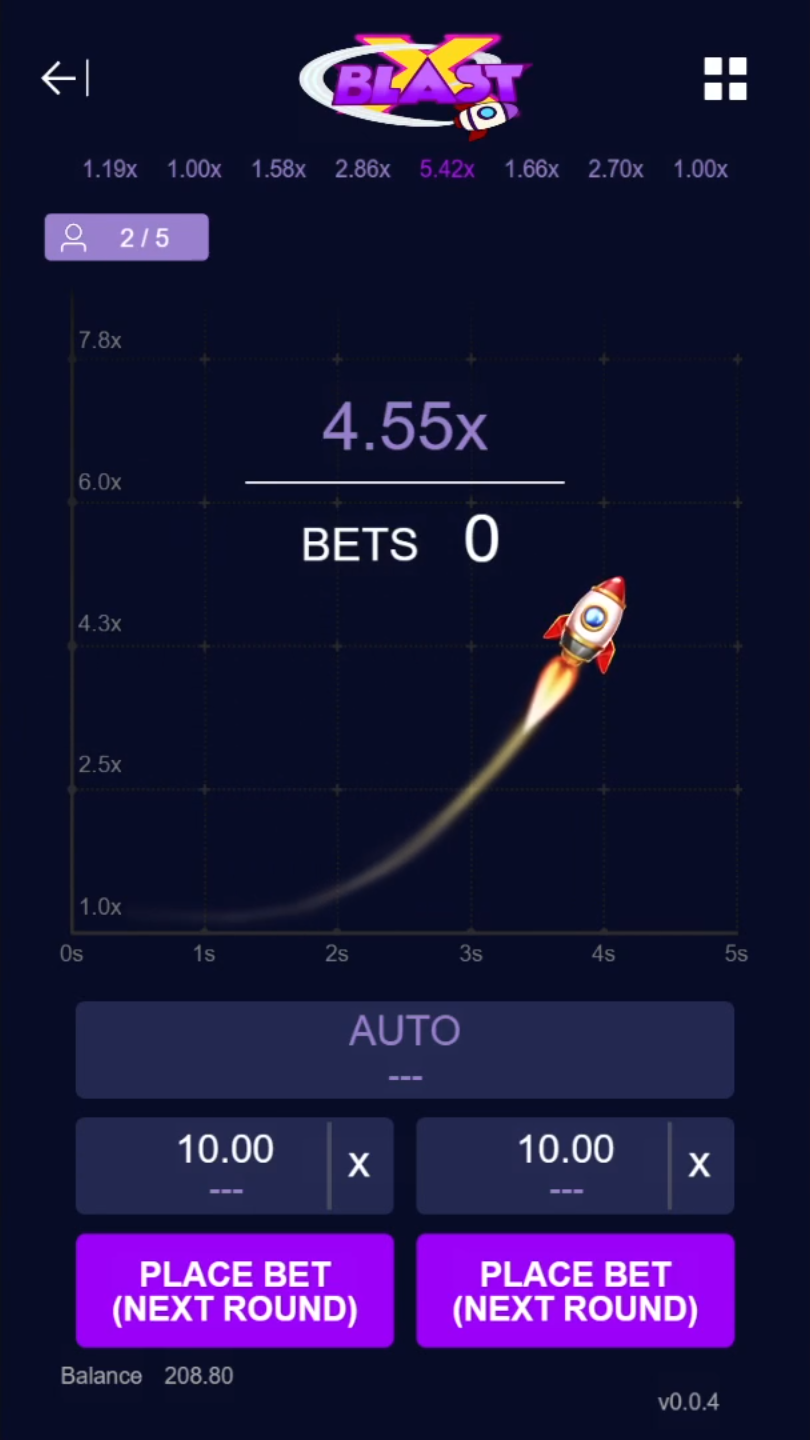 X
BLAST
1.19x 1.00x 1.58x 2.86x 5.42x 1.66x 2.70x 1.00x
2 / 5
7.8x
4.55x
6.0x
BETS 0
4.3x
2.5x
1.0x
0s 1s 2s 3s 4s 5s
AUTO
---
10.00 X 10.00 X
--- ---
PLACE BET PLACE BET
(NEXT ROUND) (NEXT ROUND)
Balance 208.80
v0.0.4